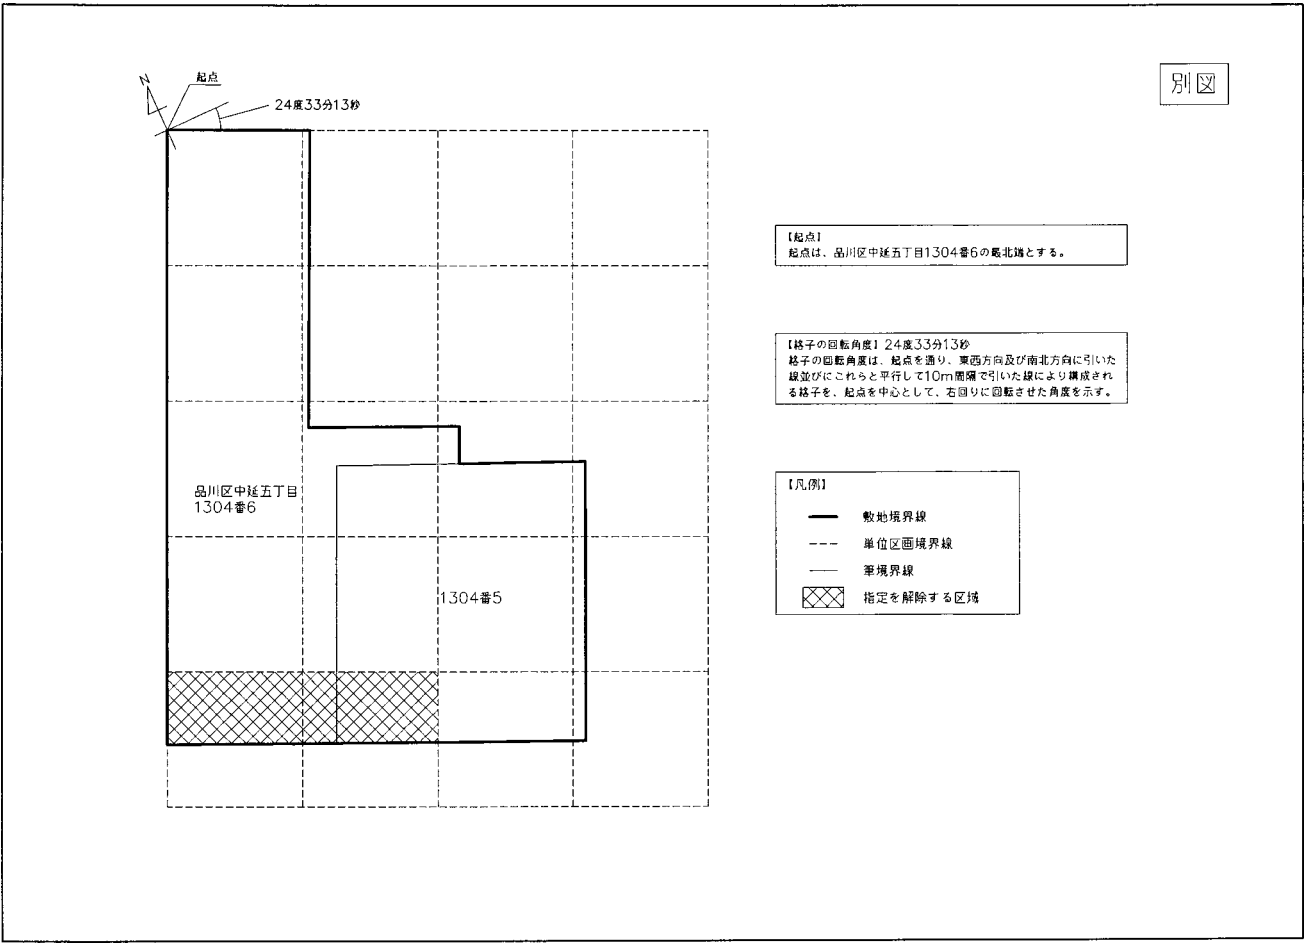 別図
N
起点
24度33分13秒
【起点】
起点は、品川区中延五丁目1304番6の最北端とする。
【格子の回転角度】24度33分13秒
格子の回転角度は、起点を通り、東西方向及び南北方向に引いた
線並びにこれらと平行して10m間隔で引いた線により構成され
る格子を、起点を中心として、右回りに回転させた角度を示す。
品川区中延五丁目
1304番6
1304番5
【凡例】
敷地境界線
単位区画境界線
筆境界線
指定を解除する区域